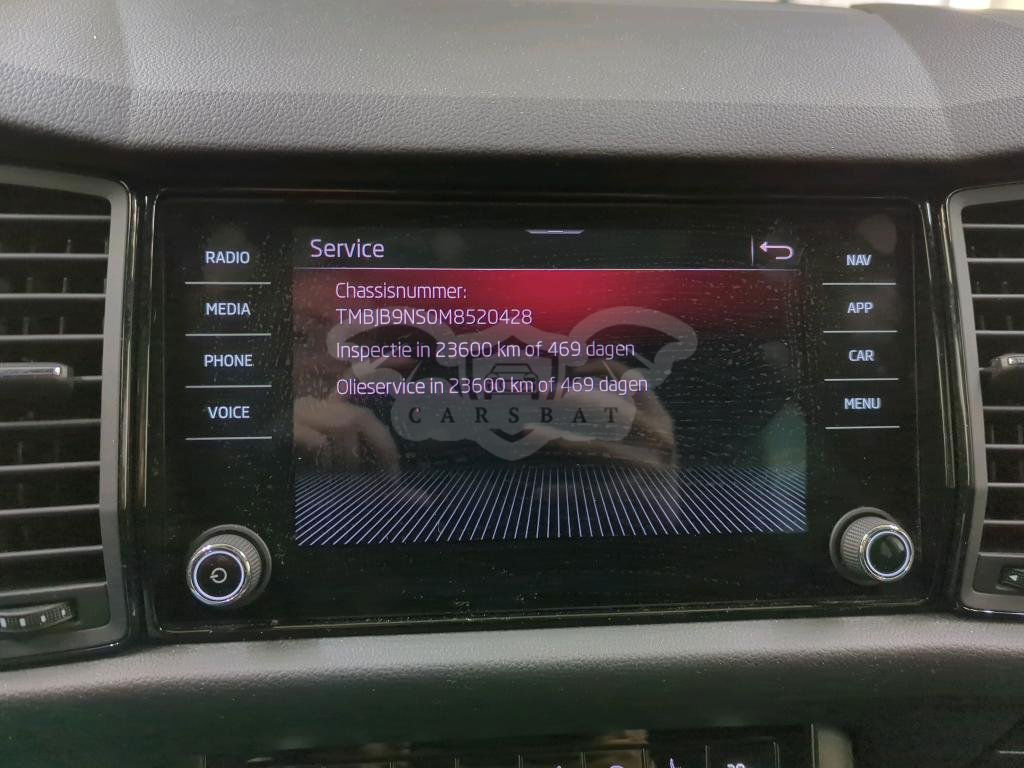 Service
RADIO
MEDIA
PHONE
VOICE
Chassisnummer:
TMBJB9NS0M8520428
Inspectie in 23600 km of 469 dagen
Olieservice in 23600 km of 469 dagen
CARSBAT
NAV
APP
CAR
MENU